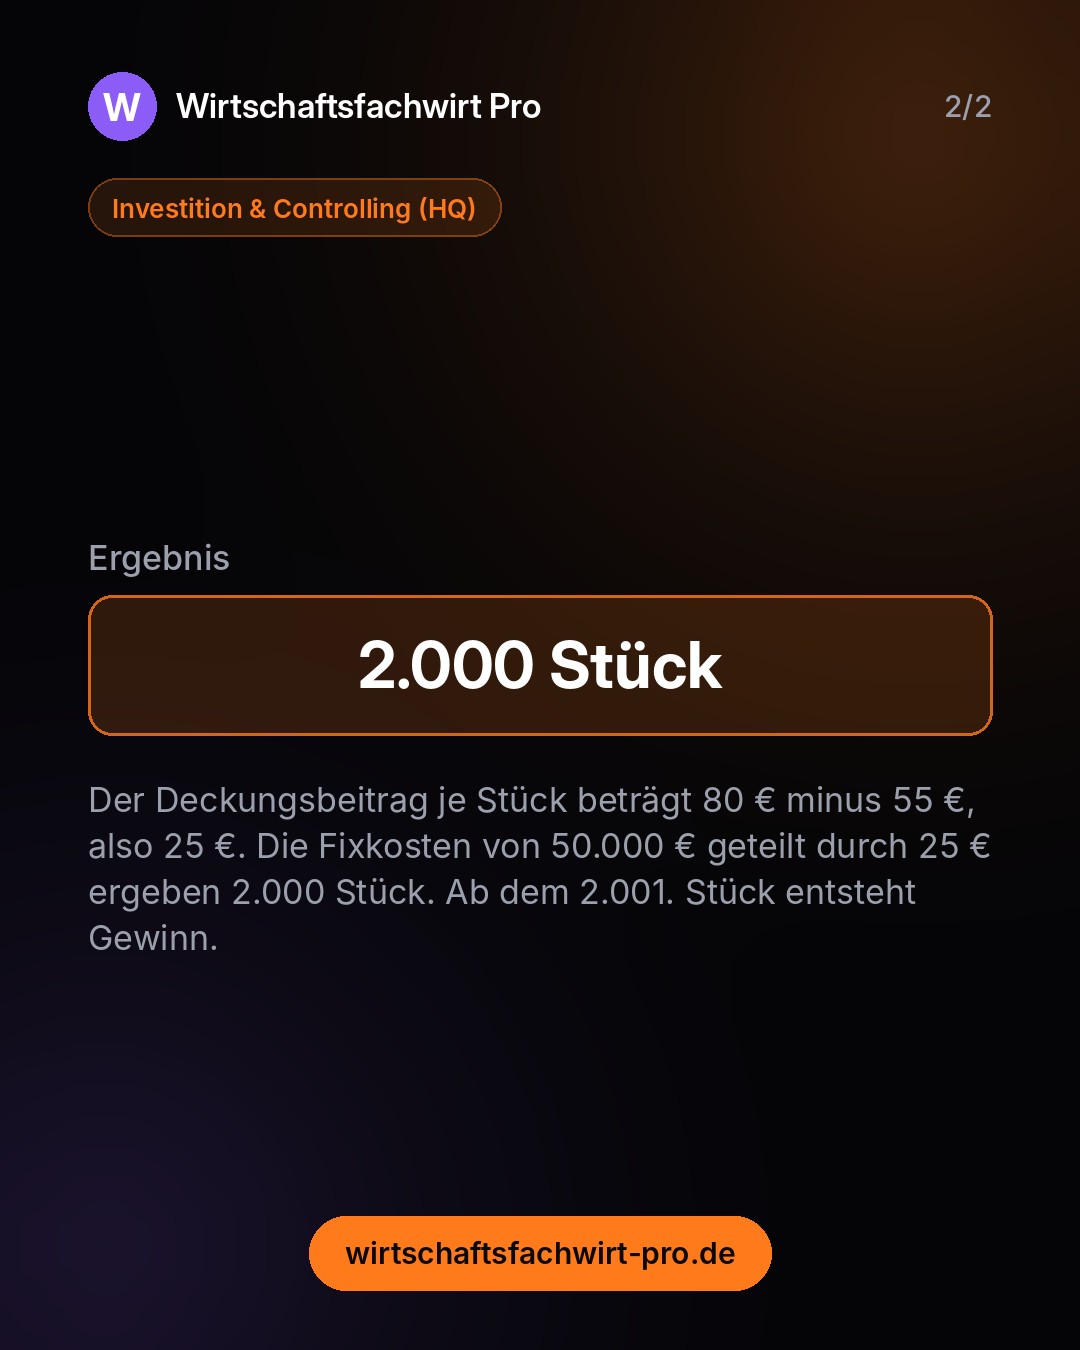 W Wirtschaftsfachwirt Pro 2/2
Investition & Controlling (HQ)
Ergebnis
2.000 Stück
Der Deckungsbeitrag je Stück beträgt 80 € minus 55 €,
also 25 €. Die Fixkosten von 50.000 € geteilt durch 25 €
ergeben 2.000 Stück. Ab dem 2.001. Stück entsteht
Gewinn.
wirtschaftsfachwirt-pro.de